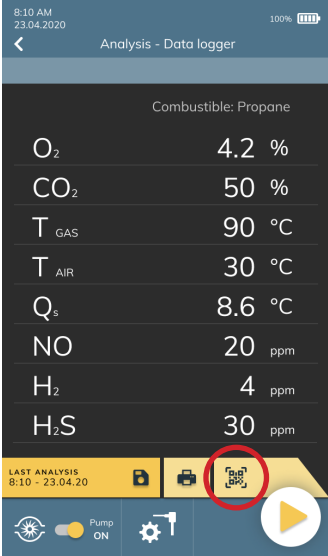 8:10 AM
23.04.2020
100%
Analysis - Data logger
Combustible: Propane
O₂ 4.2 %
CO₂ 50 %
T GAS 90 °C
T AIR 30 °C
Qₛ 8.6 °C
NO 20 ppm
H₂ 4 ppm
H₂S 30 ppm
LAST ANALYSIS
8:10 - 23.04.20
Pump
ON